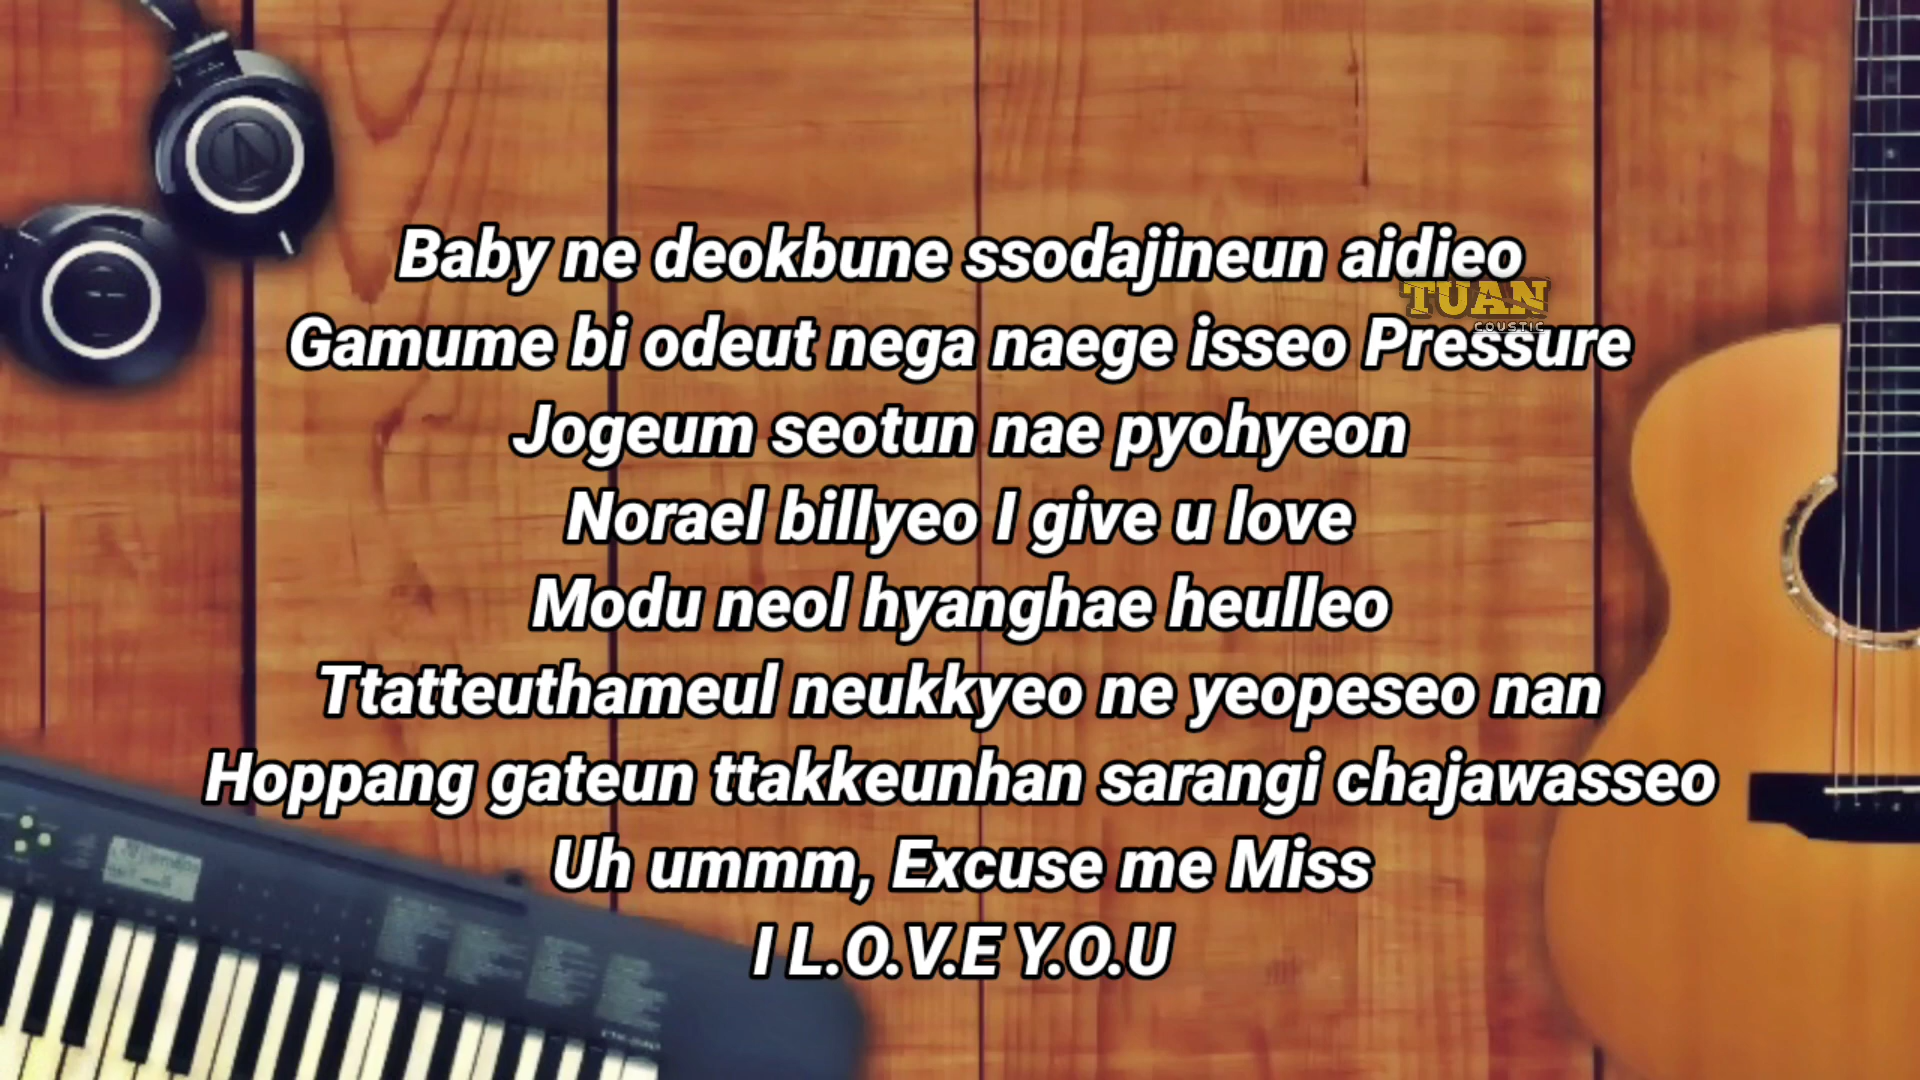 Baby ne deokbune ssodajineun aidieo
TUAN
COUSTIC
Gamume bi odeut nega naege isseo Pressure
Jogeum seotun nae pyohyeon
Norael billyeo I give u love
Modu neol hyanghae heulleo
Ttatteuthameul neukkyeo ne yeopeseo nan
Hoppang gateun ttakkeunhan sarangi chajawasseo
Uh ummm, Excuse me Miss
I L.O.V.E Y.O.U